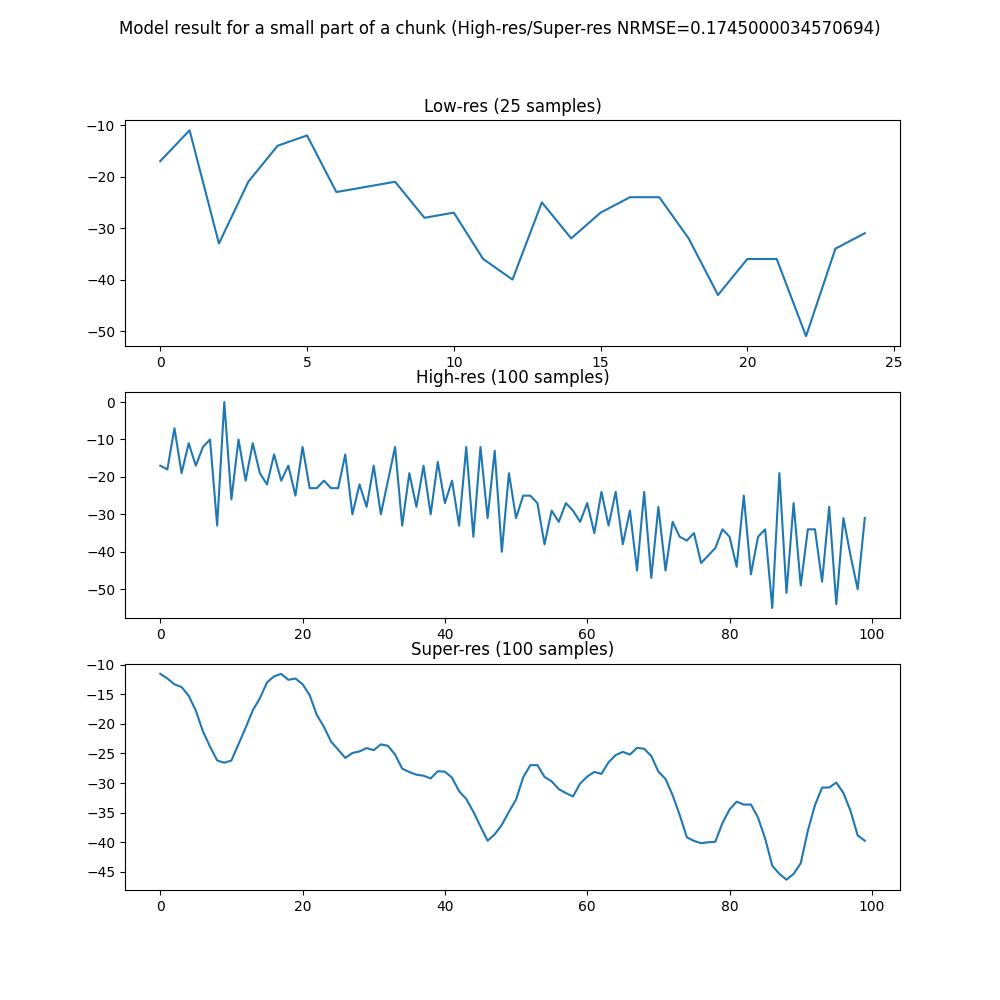 Model result for a small part of a chunk (High-res/Super-res NRMSE=0.1745000034570694)
Low-res (25 samples)
−10
−20
−30
−40
−50
0 5 10 15 20 25
High-res (100 samples)
0
−10
−20
−30
−40
−50
0 20 40 60 80 100
Super-res (100 samples)
−10
−15
−20
−25
−30
−35
−40
−45
0 20 40 60 80 100